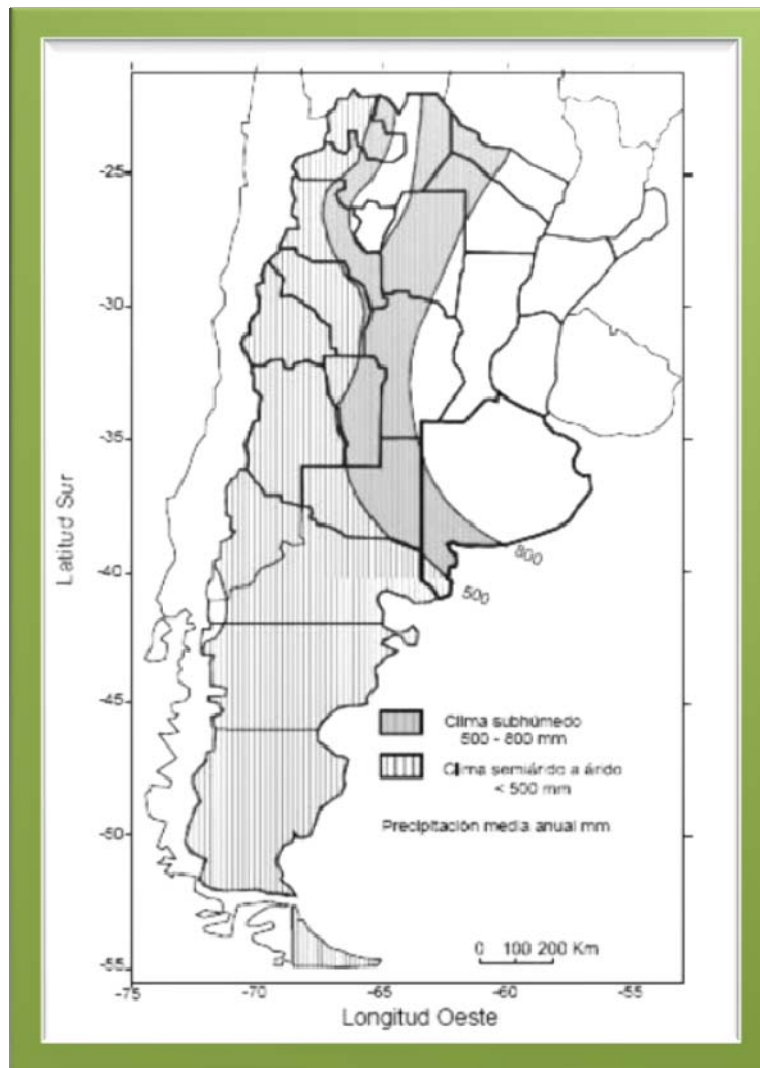 -25
-30
-35
-40
-45
-50
-55
Latitud Sur
800
500
Clima subhúmedo
500 - 800 mm
Clima semiárido a árido
< 500 mm
Precipitación media anual mm
0 100 200 Km
-75 -70 -65 -60 -55
Longitud Oeste